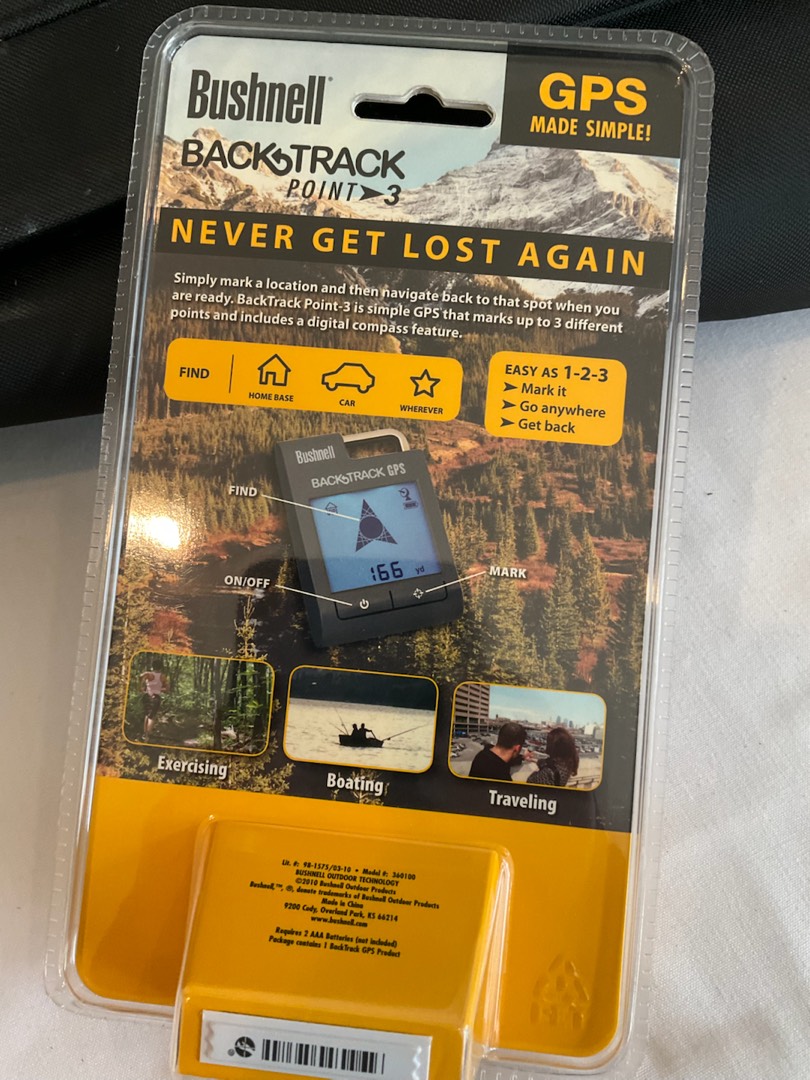 Bushnell®
GPS
MADE SIMPLE!
BACKTRACK
POINT➤3
NEVER GET LOST AGAIN
Simply mark a location and then navigate back to that spot when you
are ready. BackTrack Point-3 is simple GPS that marks up to 3 different
points and includes a digital compass feature.
FIND
HOME BASE
CAR
WHEREVER
EASY AS 1-2-3
➤ Mark it
➤ Go anywhere
➤ Get back
Bushnell
BACKTRACK GPS
FIND
166 yd
ON/OFF
MARK
Exercising
Boating
Traveling
Lit. #: 98-1575/03-10 • Model #: 360100
BUSHNELL OUTDOOR TECHNOLOGY
©2010 Bushnell Outdoor Products
Bushnell,™, ®, denote trademarks of Bushnell Outdoor Products
Made in China
9200 Cody, Overland Park, KS 66214
www.bushnell.com
Requires 2 AAA Batteries (not included)
Package contains 1 BackTrack GPS Product